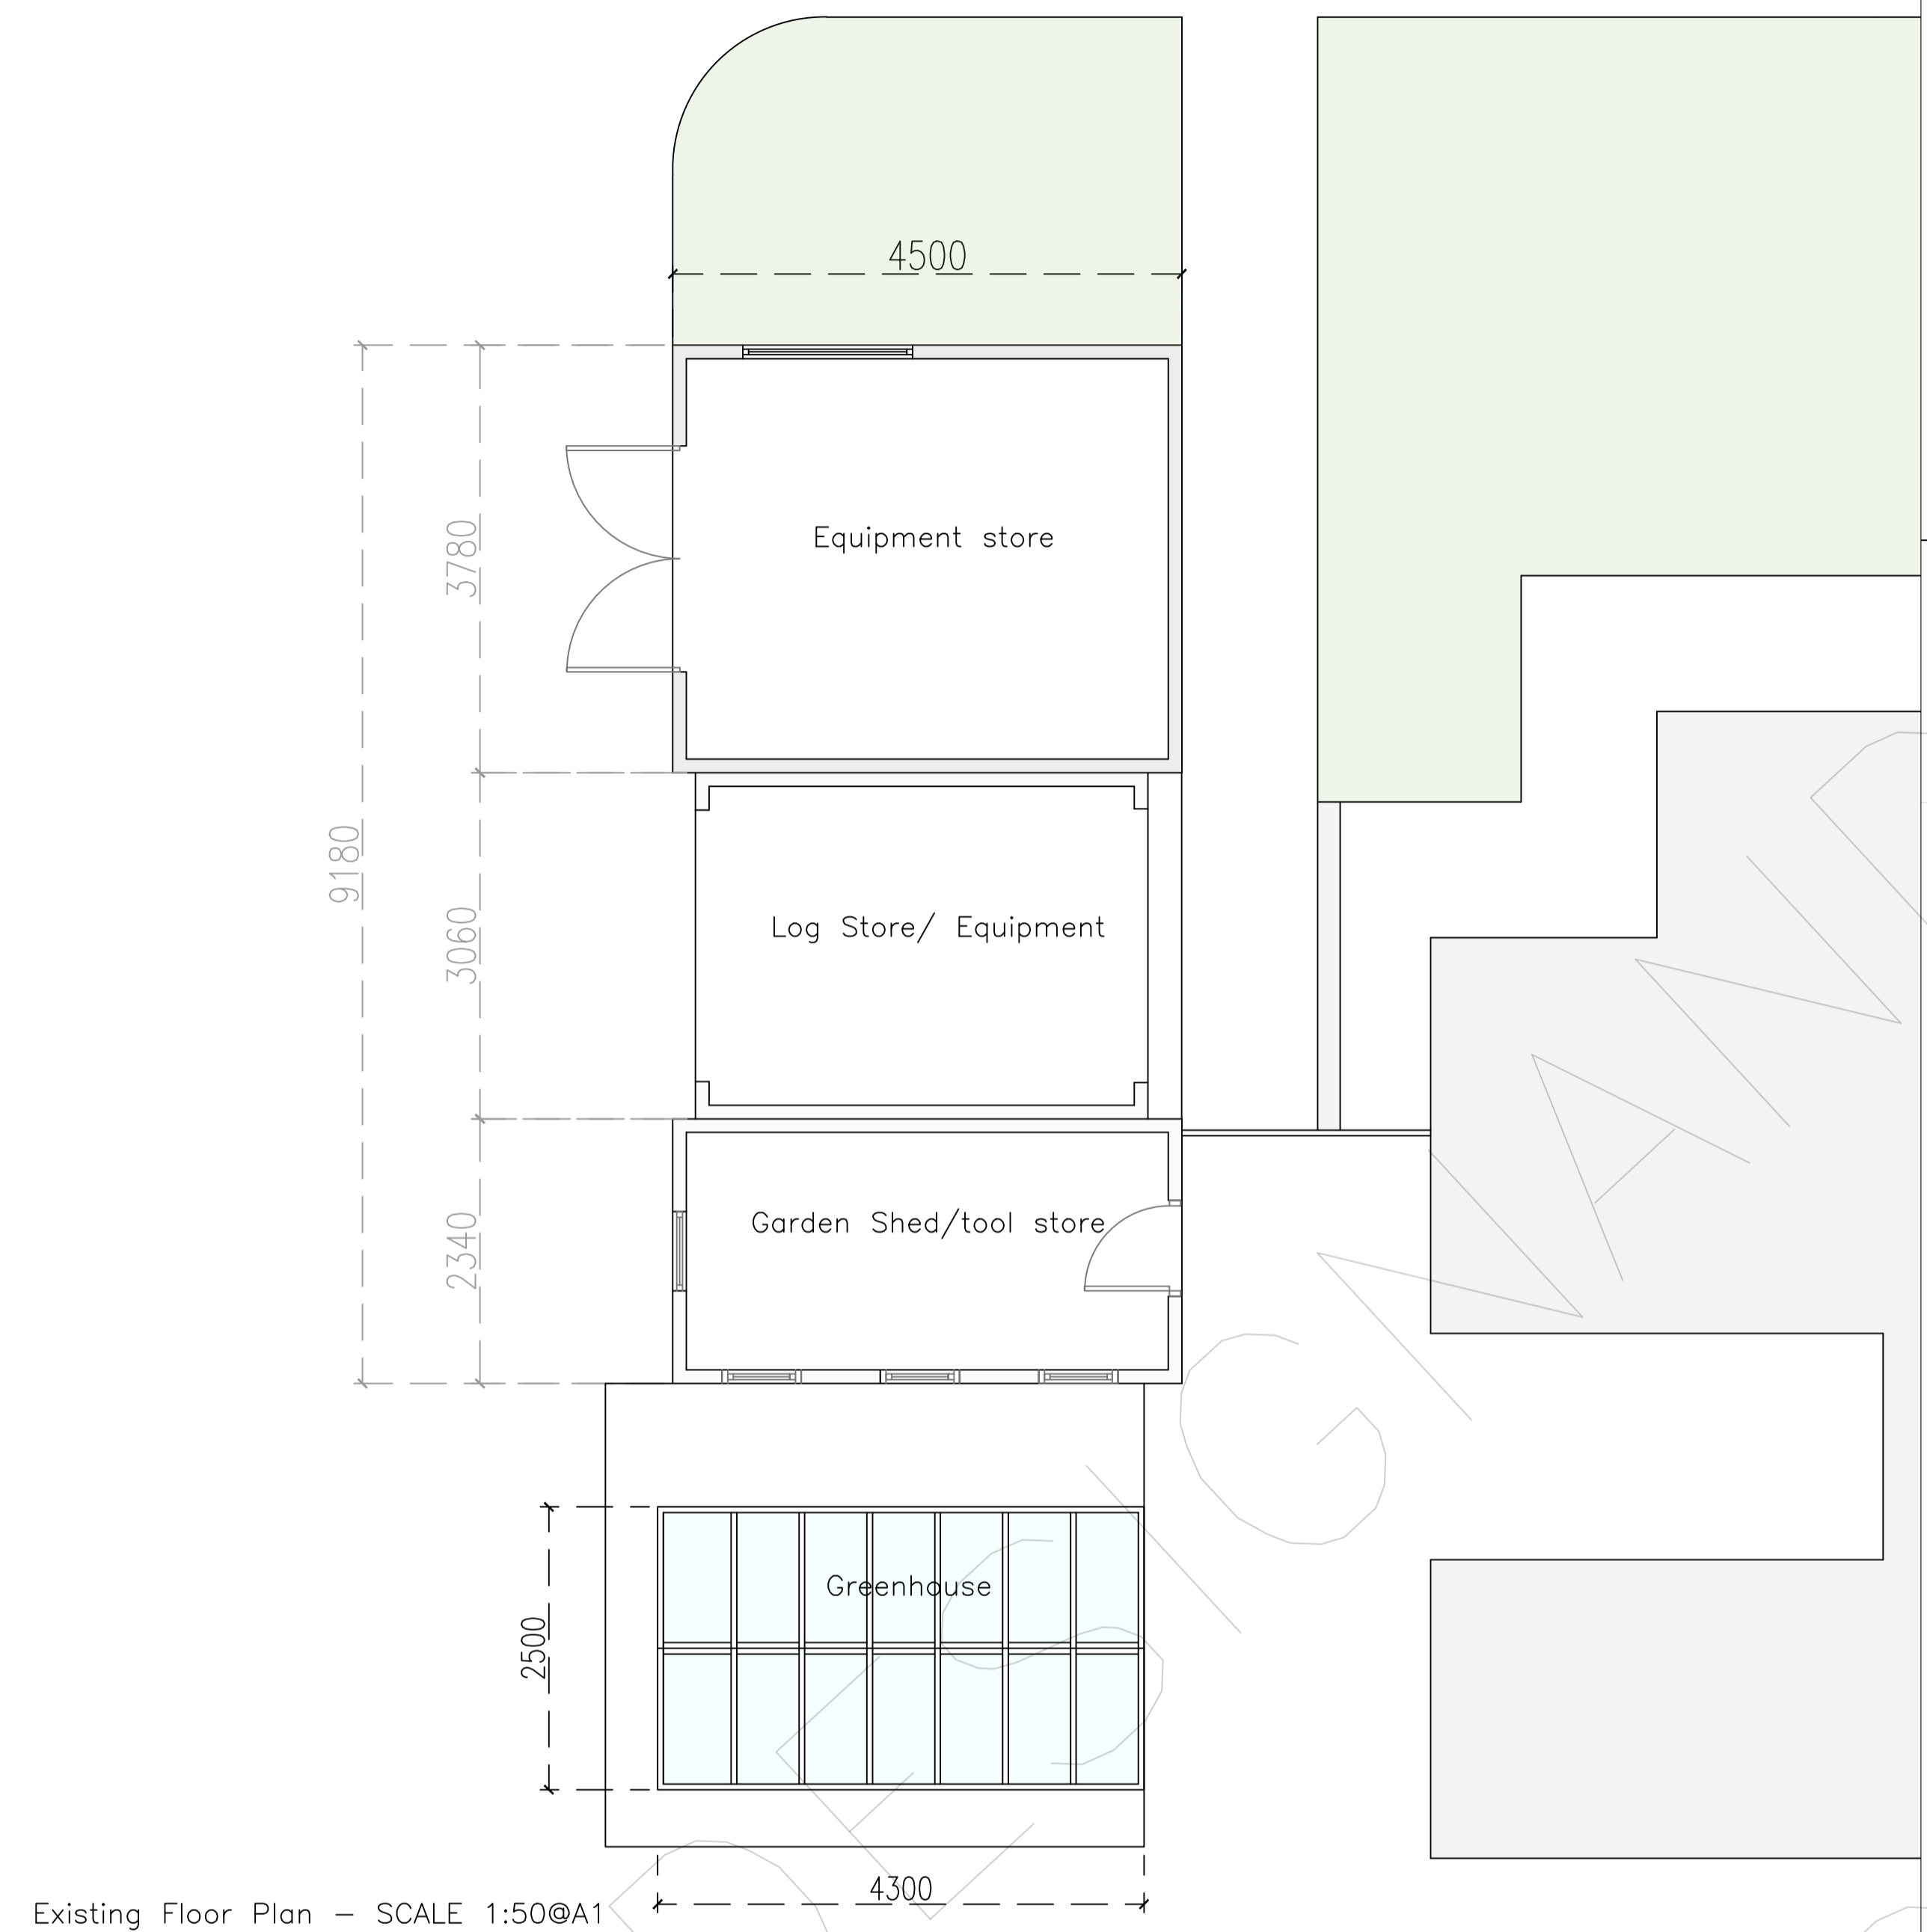 4500
Equipment store
3780
9180
3060
Log Store/ Equipment
2340
Garden Shed/tool store
Greenhouse
2500
4300
Existing Floor Plan – SCALE 1:50@A1